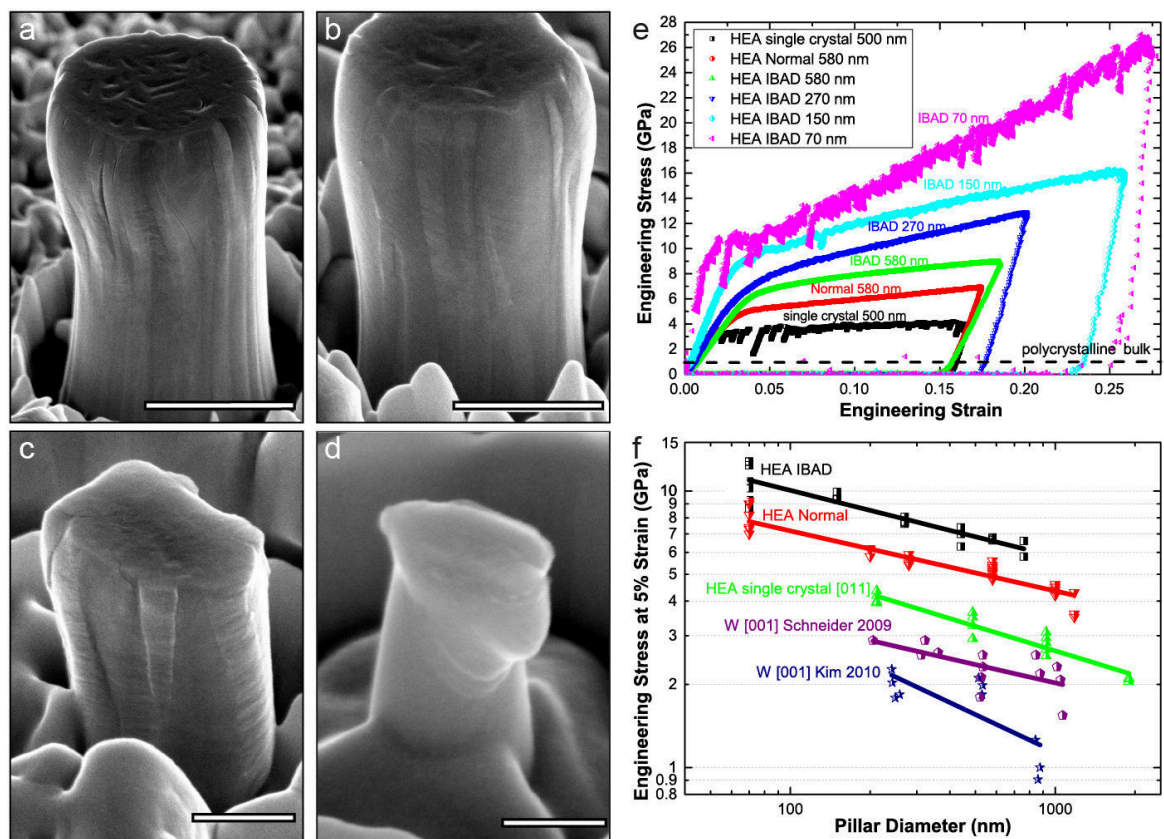 a
b
c
d
e
28
26
24
22
20
18
16
14
12
10
8
6
4
2
0
Engineering Stress (GPa)
HEA single crystal 500 nm
HEA Normal 580 nm
HEA IBAD 580 nm
HEA IBAD 270 nm
HEA IBAD 150 nm
HEA IBAD 70 nm
IBAD 70 nm
IBAD 150 nm
IBAD 270 nm
IBAD 580 nm
Normal 580 nm
single crystal 500 nm
polycrystalline bulk
0.00 0.05 0.10 0.15 0.20 0.25
Engineering Strain
f
15
10
9
8
7
6
5
4
3
2
1
0.9
0.8
Engineering Stress at 5% Strain (GPa)
HEA IBAD
HEA Normal
HEA single crystal [011]
W [001] Schneider 2009
W [001] Kim 2010
100 1000
Pillar Diameter (nm)